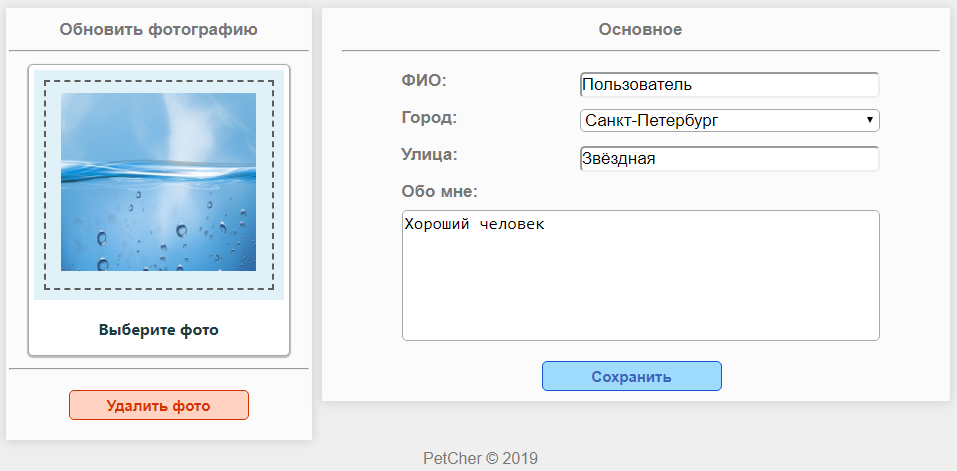 Обновить фотографию
Выберите фото
Удалить фото
Основное
ФИО: Пользователь
Город: Санкт-Петербург
Улица: Звёздная
Обо мне:
Хороший человек
Сохранить
PetCher © 2019